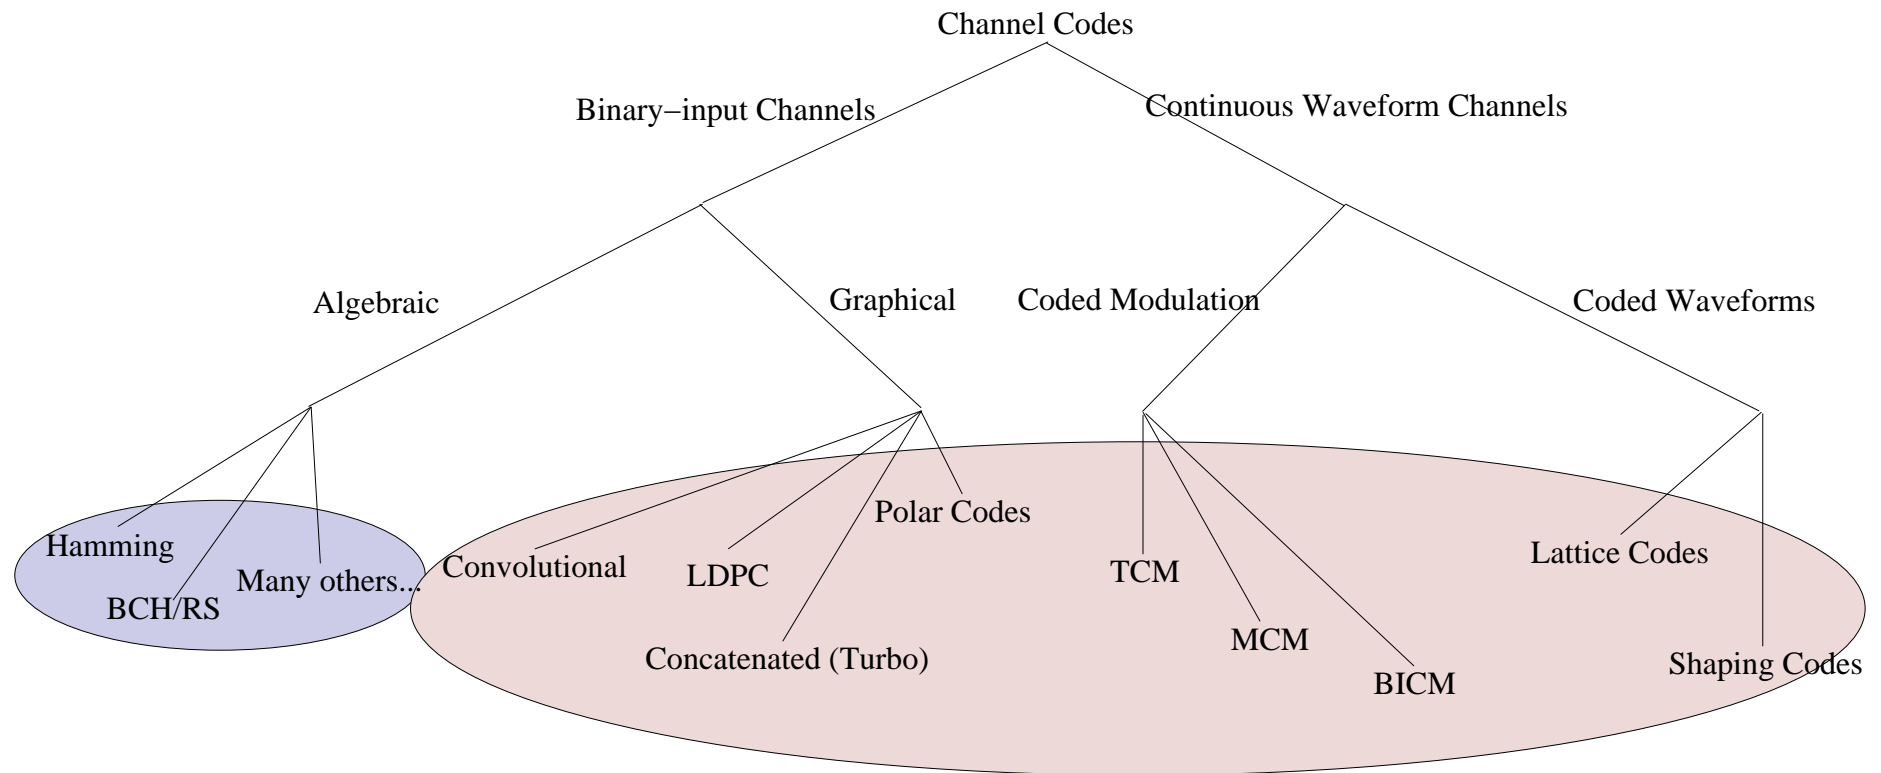 Channel Codes
Binary−input Channels
Continuous Waveform Channels
Algebraic
Graphical
Coded Modulation
Coded Waveforms
Hamming
BCH/RS
Many others...
Convolutional
LDPC
Concatenated (Turbo)
Polar Codes
TCM
MCM
BICM
Lattice Codes
Shaping Codes